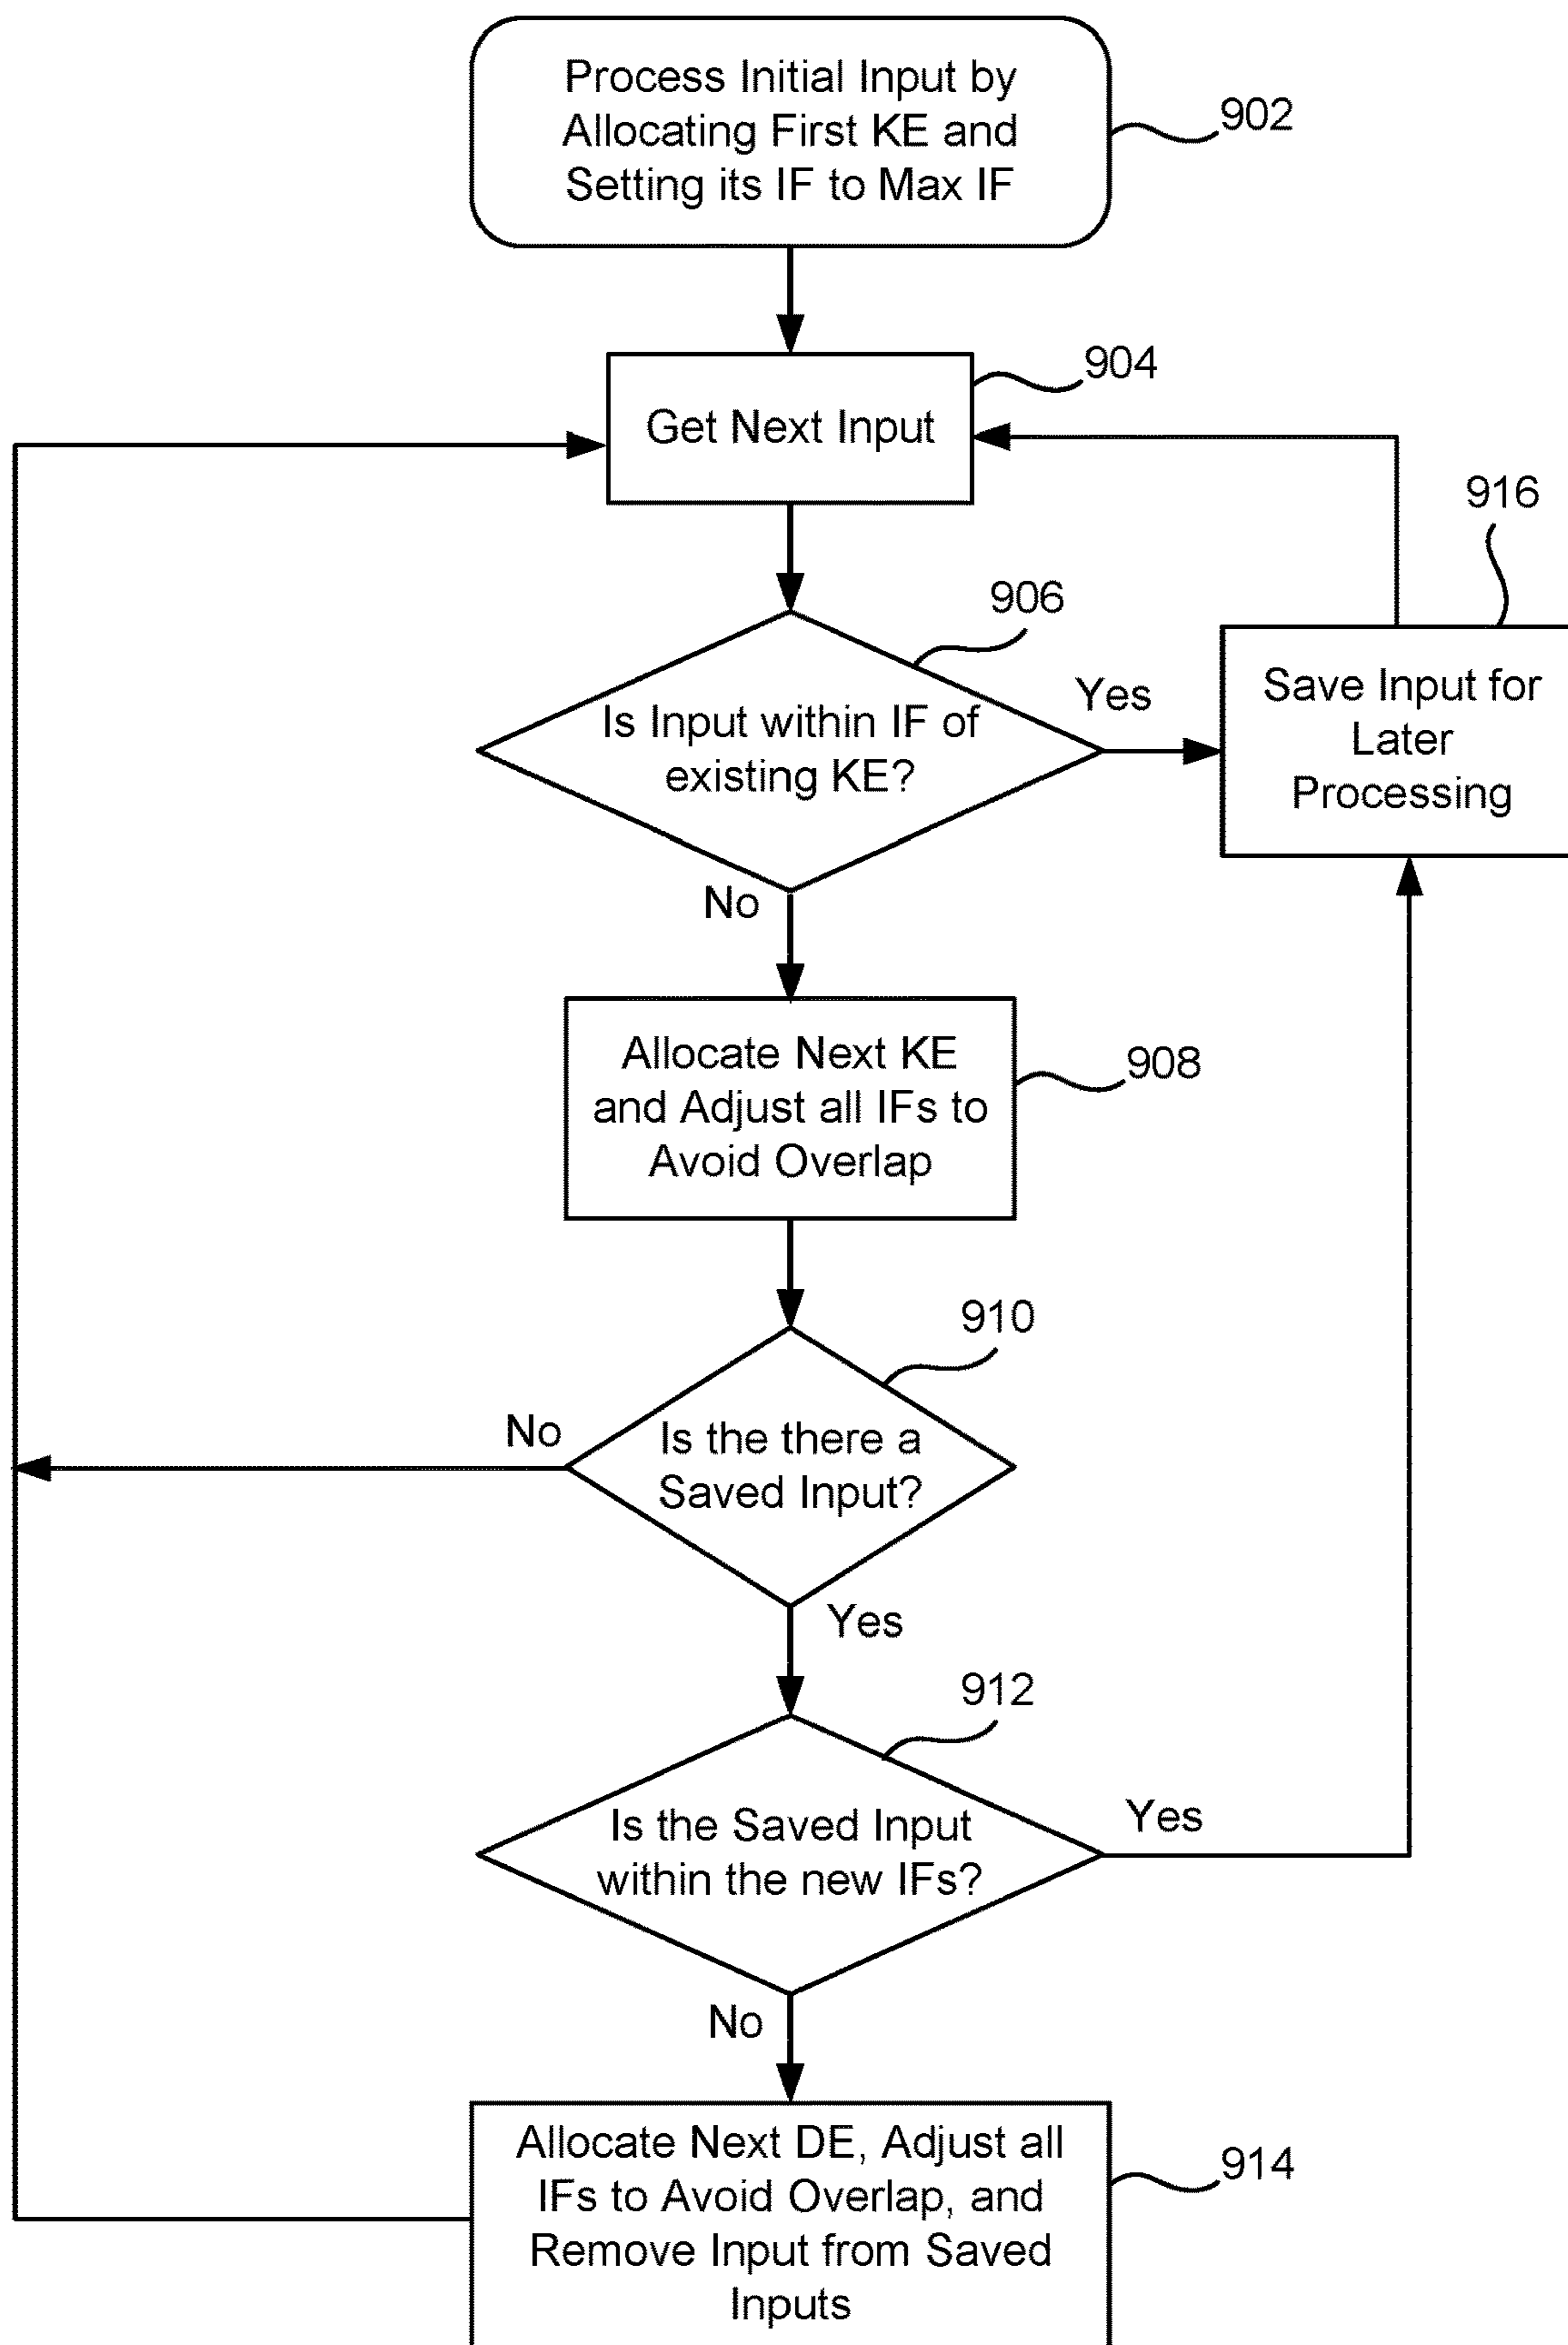 Process Initial Input by
Allocating First KE and
Setting its IF to Max IF
902
Get Next Input
904
916
906
Is Input within IF of
existing KE?
Yes
Save Input for
Later
Processing
No
Allocate Next KE
and Adjust all IFs to
Avoid Overlap
908
910
No
Is the there a
Saved Input?
Yes
912
Is the Saved Input
within the new IFs?
Yes
No
Allocate Next DE, Adjust all
IFs to Avoid Overlap, and
Remove Input from Saved
Inputs
914